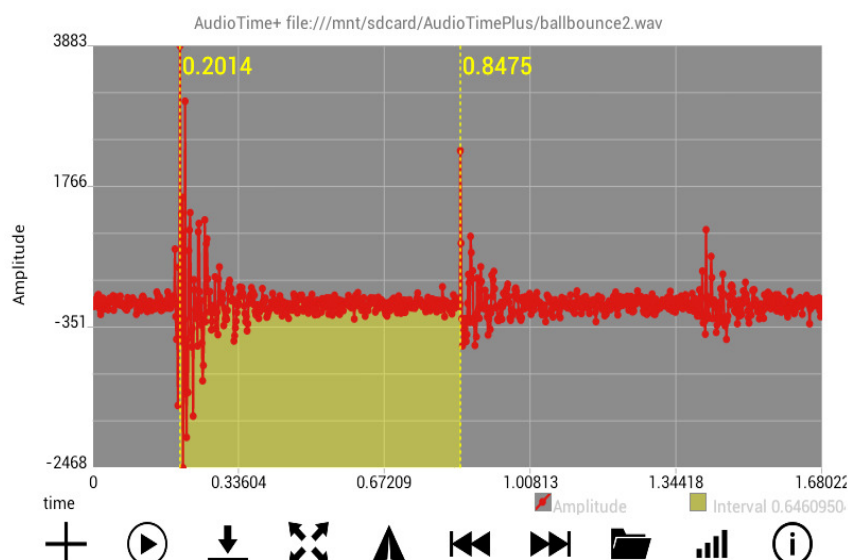 AudioTime+ file:///mnt/sdcard/AudioTimePlus/ballbounce2.wav
3883
0.2014
0.8475
1766
Amplitude
-351
-2468
0
0.33604
0.67209
1.00813
1.34418
1.68022
time
Amplitude
Interval 0.6460950